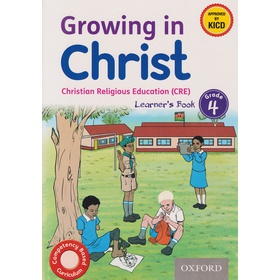 Growing in
APPROVED
BY
KICD
Christ
Christian Religious Education (CRE)
Learner's Book
Grade
4
Competency Based
Curriculum
OXFORD